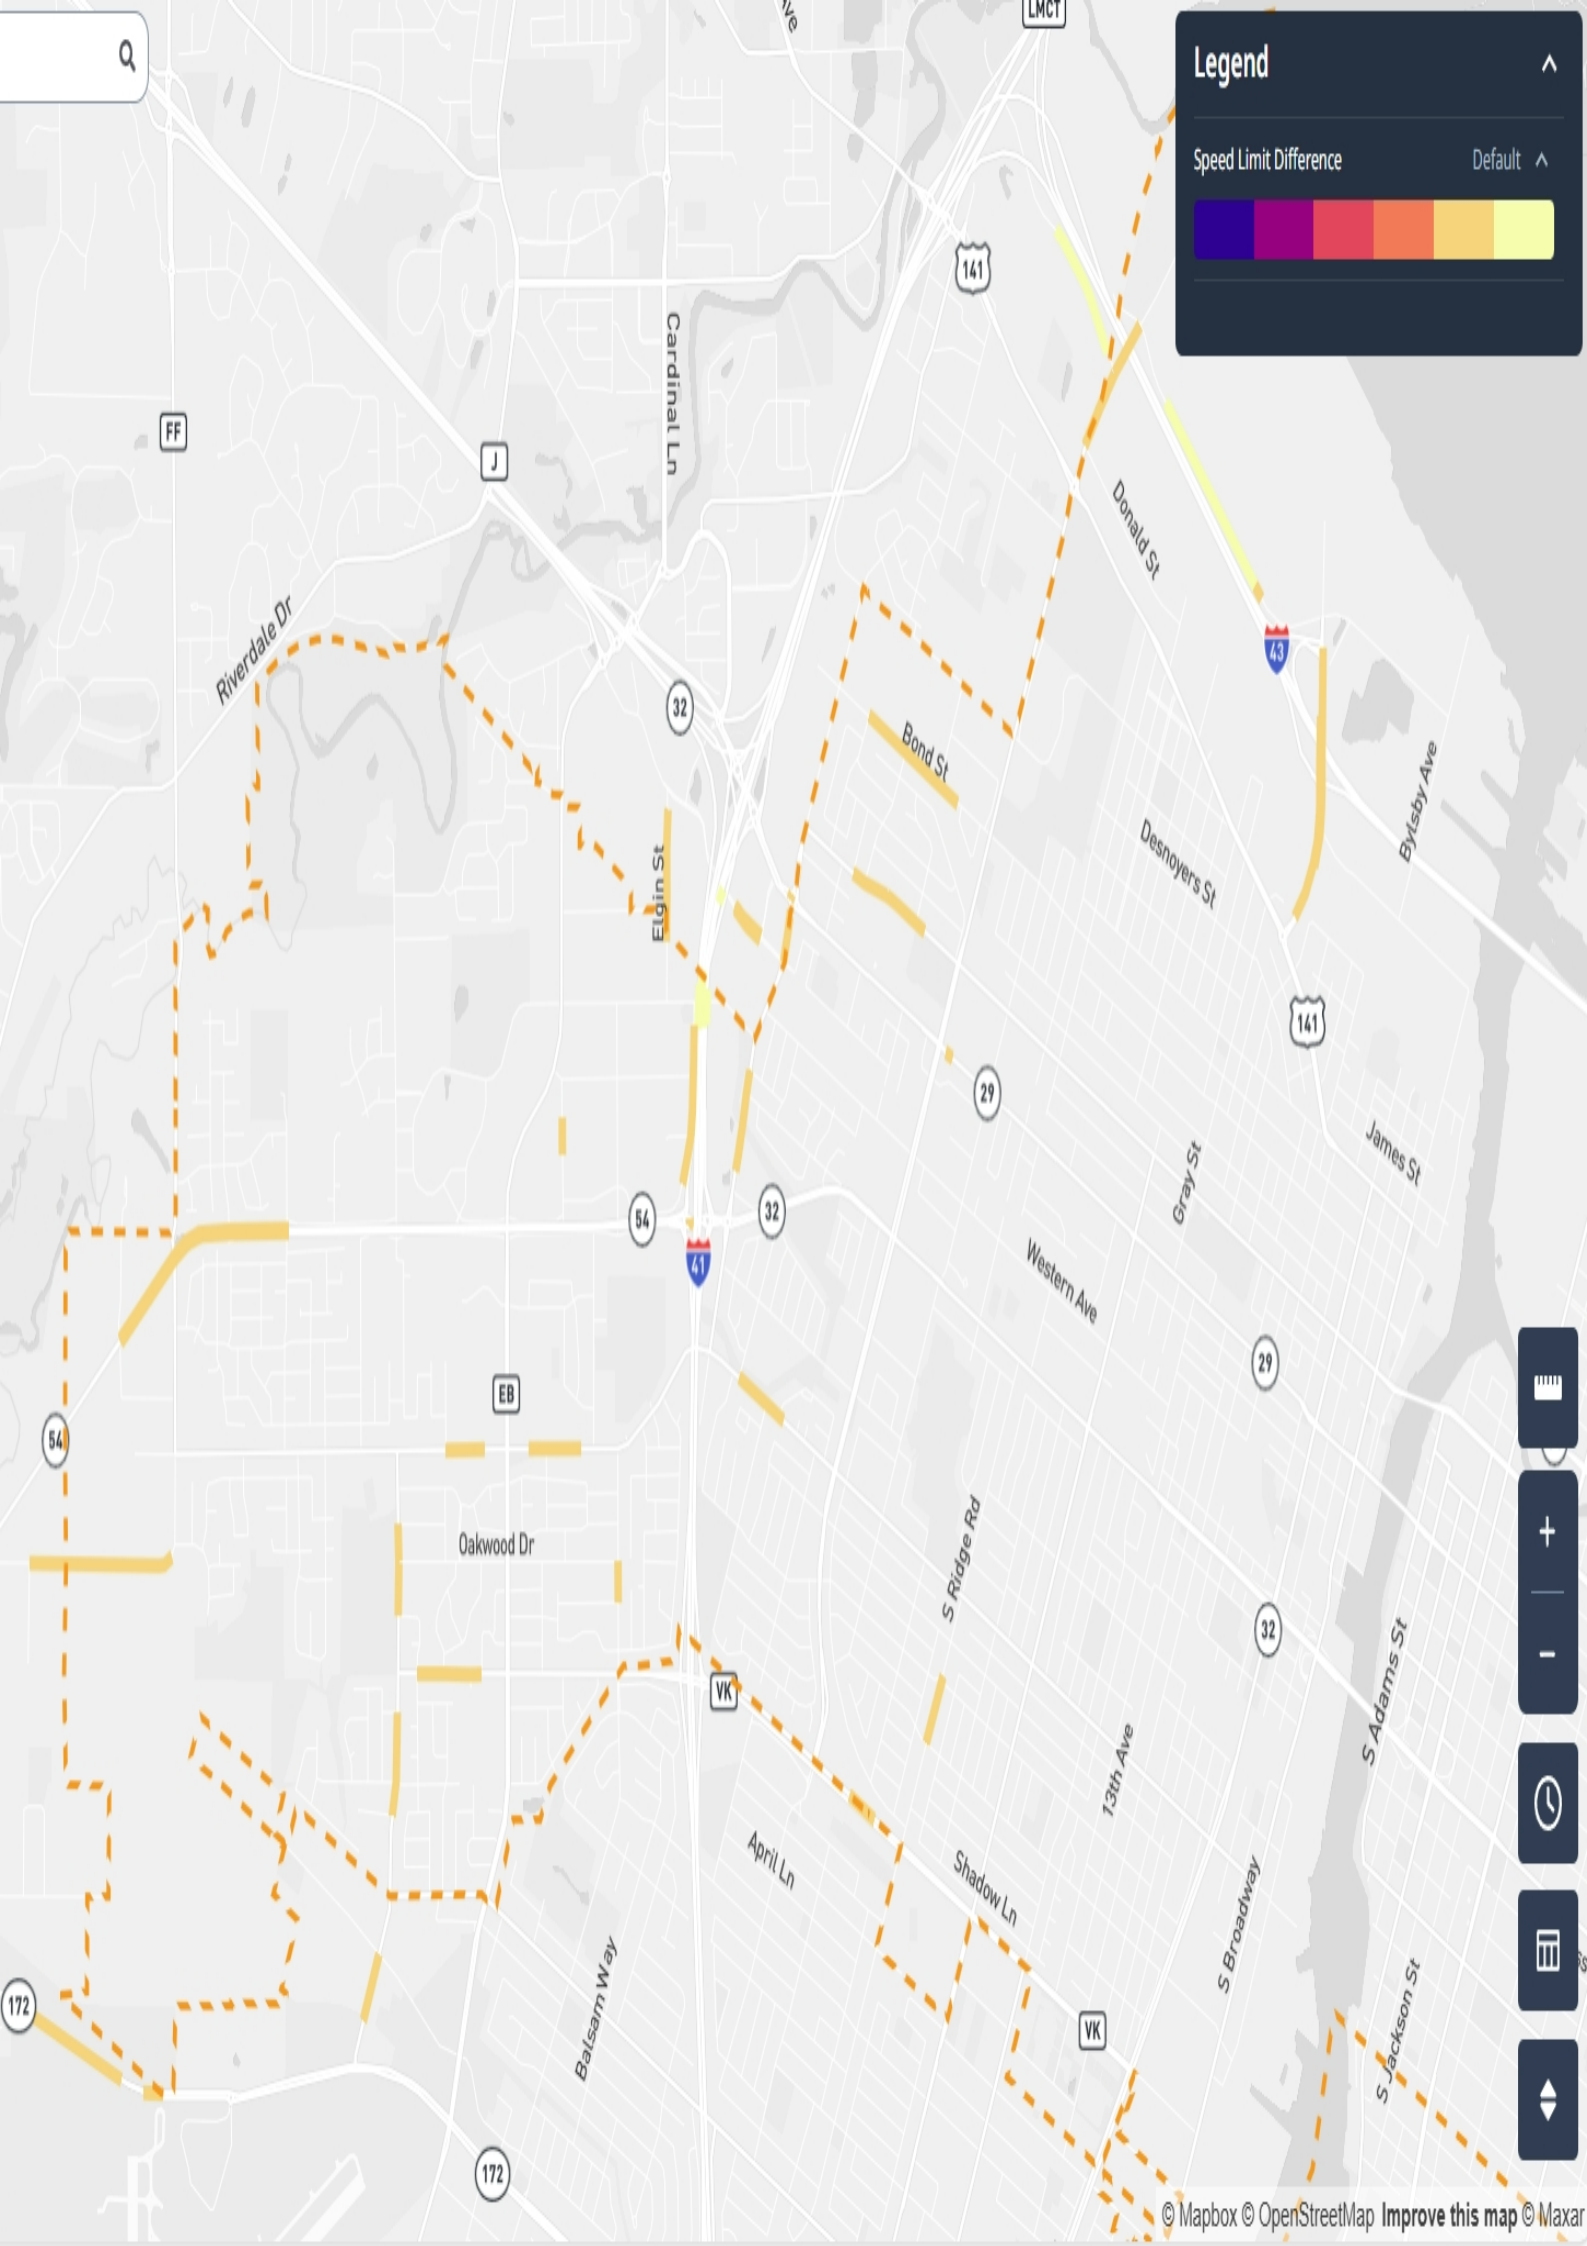 LMCT
Ave
Legend
Speed Limit Difference
Default
141
Cardinal Ln
FF
J
Donald St
Riverdale Dr
43
32
Bond St
Bylsby Ave
Elgin St
Desnoyers St
141
29
James St
Gray St
54
32
41
Western Ave
29
EB
54
Oakwood Dr
S Ridge Rd
32
S Adams St
VK
13th Ave
April Ln
Shadow Ln
S Broadway
Balsam Way
172
VK
S Jackson St
172
© Mapbox © OpenStreetMap Improve this map © Maxar